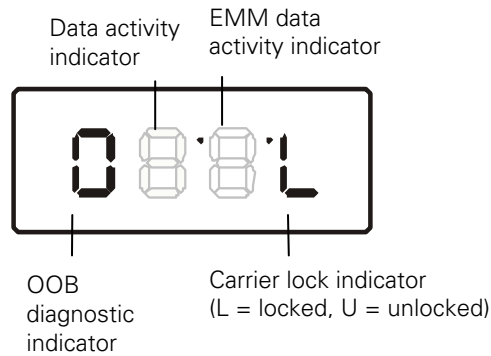 Data activity
indicator
EMM data
activity indicator
0 L
OOB
diagnostic
indicator
Carrier lock indicator
(L = locked, U = unlocked)